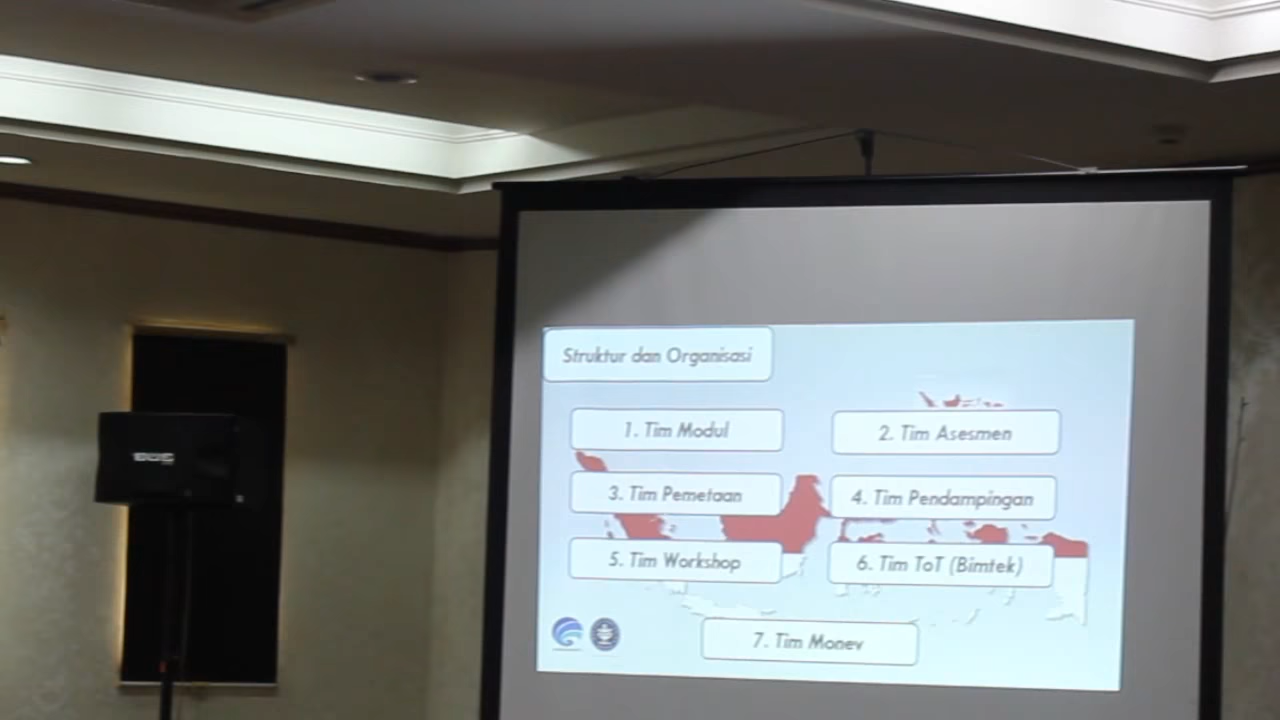 Struktur dan Organisasi
1. Tim Modul
2. Tim Asesmen
3. Tim Pemetaan
4. Tim Pendampingan
5. Tim Workshop
6. Tim ToT (Bimtek)
7. Tim Monev